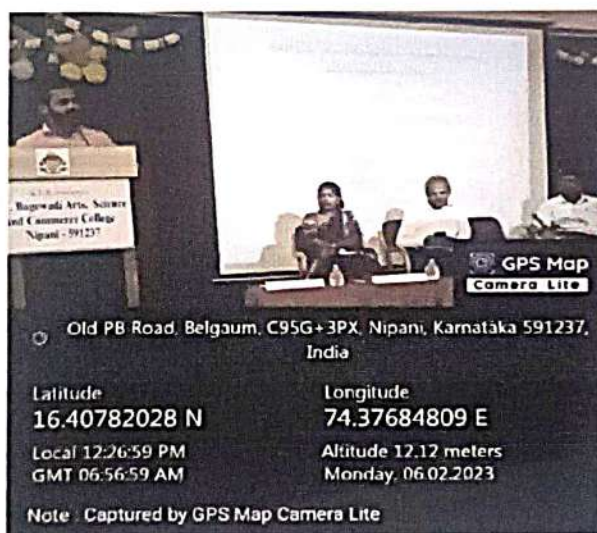 Bagewadi Arts, Science
and Commerce College
Nipani - 591237
GPS Map
Camera Lite
Old PB Road, Belgaum, C95G+3PX, Nipani, Karnataka 591237,
India
Latitude
16.40782028 N
Longitude
74.37684809 E
Local 12:26:59 PM
GMT 06:56:59 AM
Altitude 12.12 meters
Monday, 06.02.2023
Note : Captured by GPS Map Camera Lite